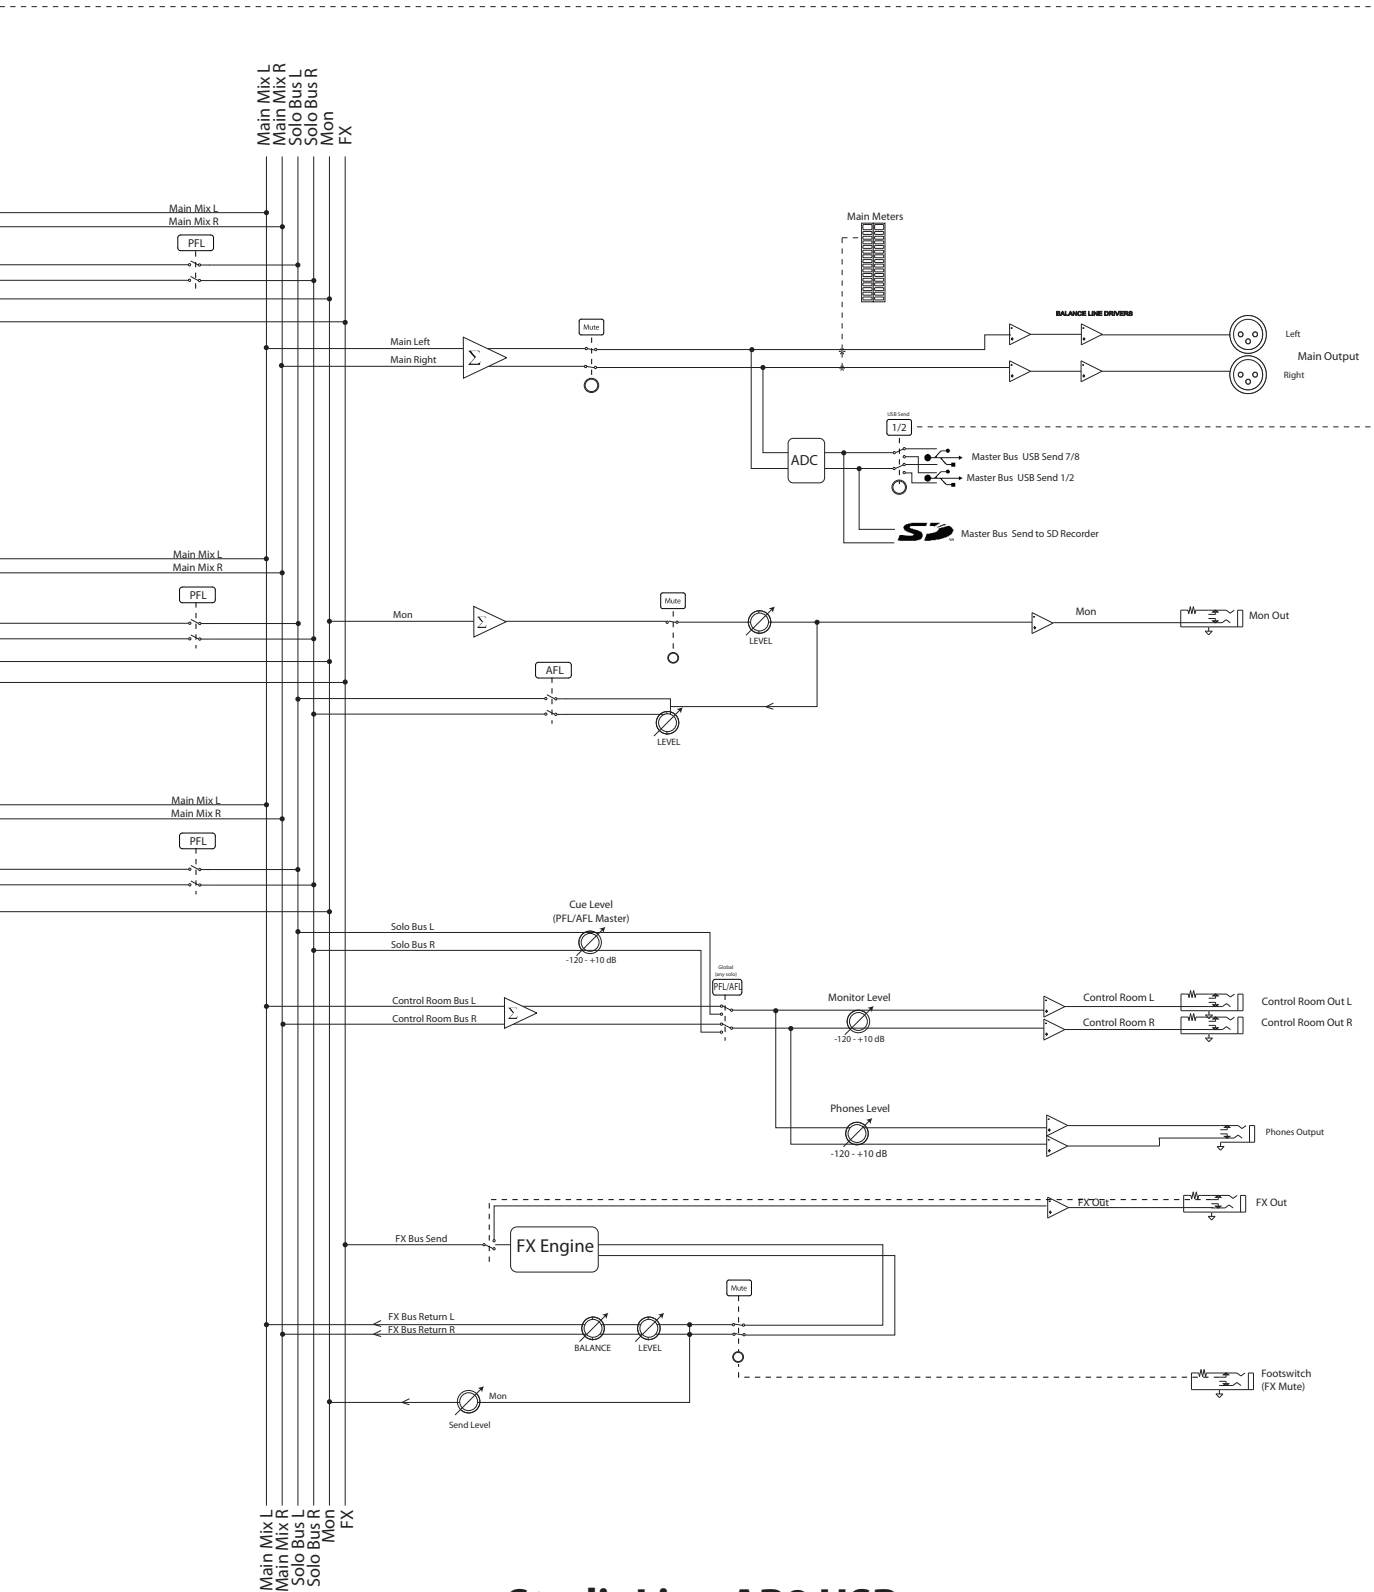 Main Mix L
Main Mix R
Solo Bus L
Solo Bus R
Mon
FX
Main Mix L
Main Mix R
PFL
Main Meters
BALANCE LINE DRIVERS
Mute
Main Left
Main Right
Left
Main Output
Right
USB Send
1/2
ADC
Master Bus USB Send 7/8
Master Bus USB Send 1/2
SD
Master Bus Send to SD Recorder
Main Mix L
Main Mix R
PFL
Mon
Σ
Σ
Mute
LEVEL
Mon
Mon Out
AFL
LEVEL
Main Mix L
Main Mix R
PFL
Cue Level
(PFL/AFL Master)
Solo Bus L
Solo Bus R
-120 - +10 dB
Global
(any solo)
PFL/AFL
Control Room Bus L
Control Room Bus R
Σ
Monitor Level
-120 - +10 dB
Control Room L
Control Room R
Control Room Out L
Control Room Out R
Phones Level
-120 - +10 dB
Phones Output
FX Out
FX Out
FX Bus Send
FX Engine
Mute
FX Bus Return L
FX Bus Return R
BALANCE
LEVEL
Footswitch
(FX Mute)
Mon
Send Level
Main Mix L
Main Mix R
Solo Bus L
Solo Bus R
Mon
FX